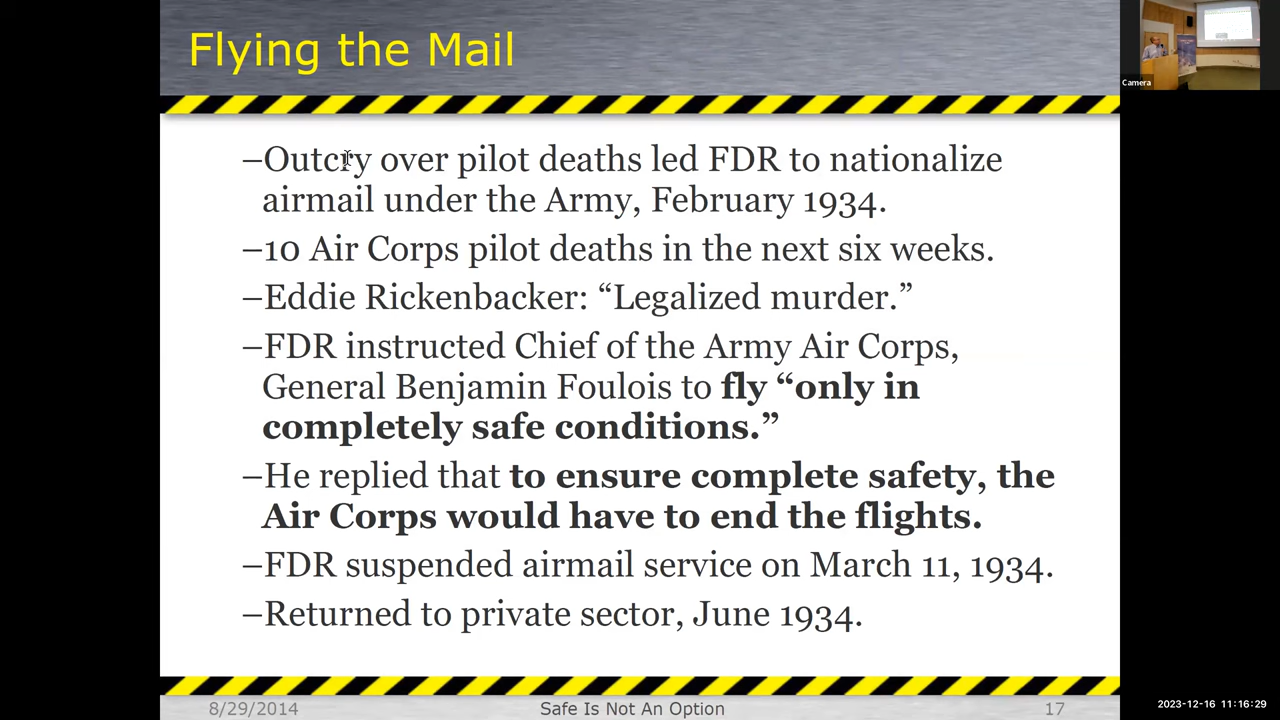 Flying the Mail
Camera
–Outcry over pilot deaths led FDR to nationalize
airmail under the Army, February 1934.
–10 Air Corps pilot deaths in the next six weeks.
–Eddie Rickenbacker: “Legalized murder.”
–FDR instructed Chief of the Army Air Corps,
General Benjamin Foulois to fly “only in
completely safe conditions.”
–He replied that to ensure complete safety, the
Air Corps would have to end the flights.
–FDR suspended airmail service on March 11, 1934.
–Returned to private sector, June 1934.
8/29/2014
Safe Is Not An Option
17
2023-12-16 11:16:29